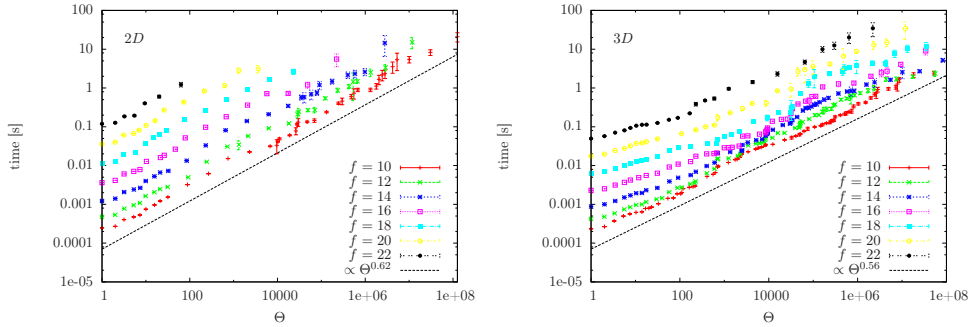 100
10
1
0.1
0.01
0.001
0.0001
1e-05
time [s]
2D
f = 10
f = 12
f = 14
f = 16
f = 18
f = 20
f = 22
∝ Θ^0.62
1
100
10000
1e+06
1e+08
Θ
100
10
1
0.1
0.01
0.001
0.0001
1e-05
time [s]
3D
f = 10
f = 12
f = 14
f = 16
f = 18
f = 20
f = 22
∝ Θ^0.56
1
100
10000
1e+06
1e+08
Θ